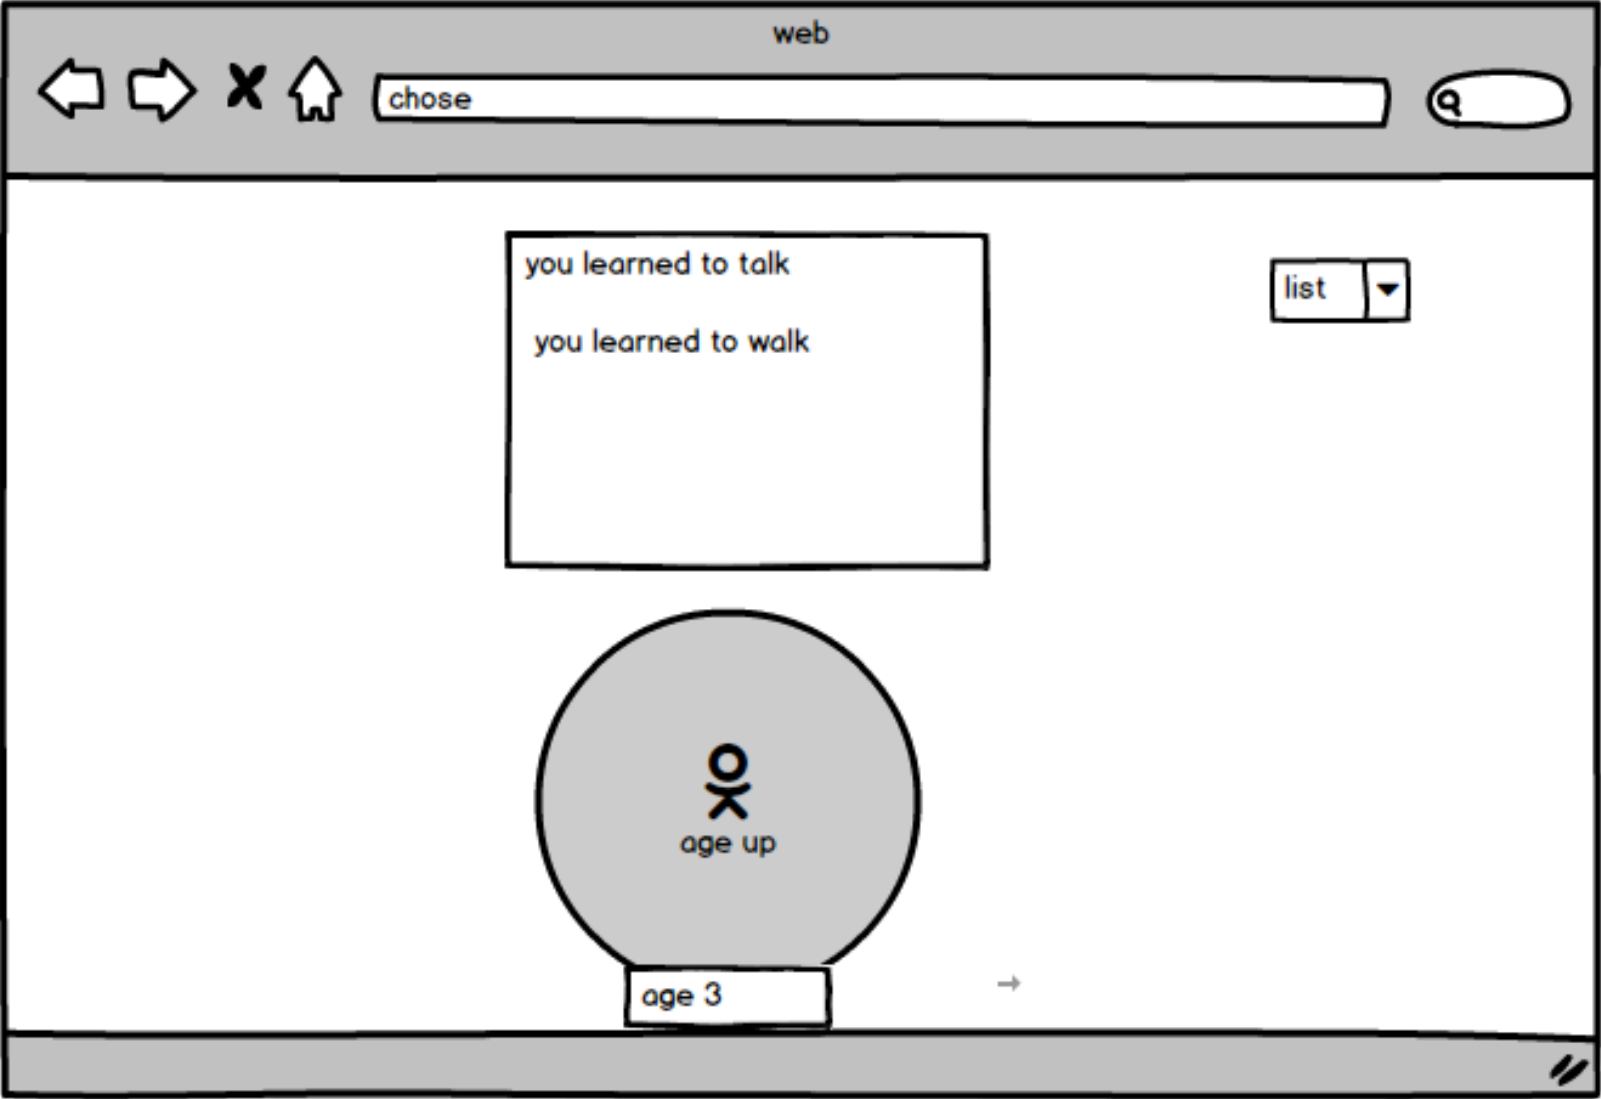 web
chose
you learned to talk
list
you learned to walk
age up
age 3